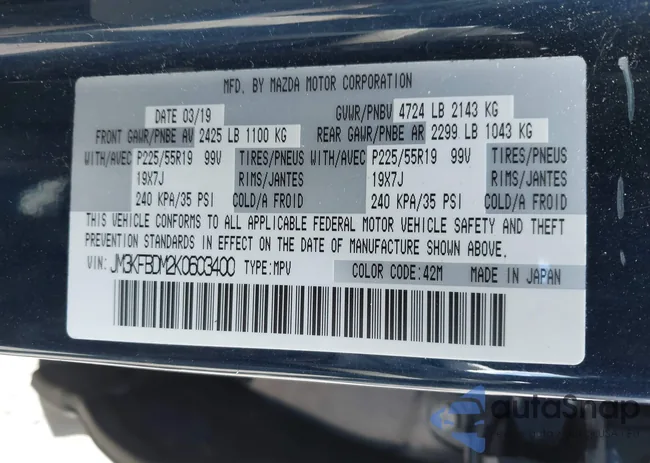 MFD. BY MAZDA MOTOR CORPORATION
DATE 03/19 GVWR/PNBV 4724 LB 2143 KG
FRONT GAWR/PNBE AV 2425 LB 1100 KG REAR GAWR/PNBE AR 2299 LB 1043 KG
WITH/AVEC P225/55R19 99V TIRES/PNEUS WITH/AVEC P225/55R19 99V TIRES/PNEUS
19X7J RIMS/JANTES 19X7J RIMS/JANTES
240 KPA/35 PSI COLD/A FROID 240 KPA/35 PSI COLD/A FROID
THIS VEHICLE CONFORMS TO ALL APPLICABLE FEDERAL MOTOR VEHICLE SAFETY AND THEFT
PREVENTION STANDARDS IN EFFECT ON THE DATE OF MANUFACTURE SHOWN ABOVE.
VIN: JM3KFBDM2K0603400 TYPE:MPV COLOR CODE:42M MADE IN JAPAN
autoSnap